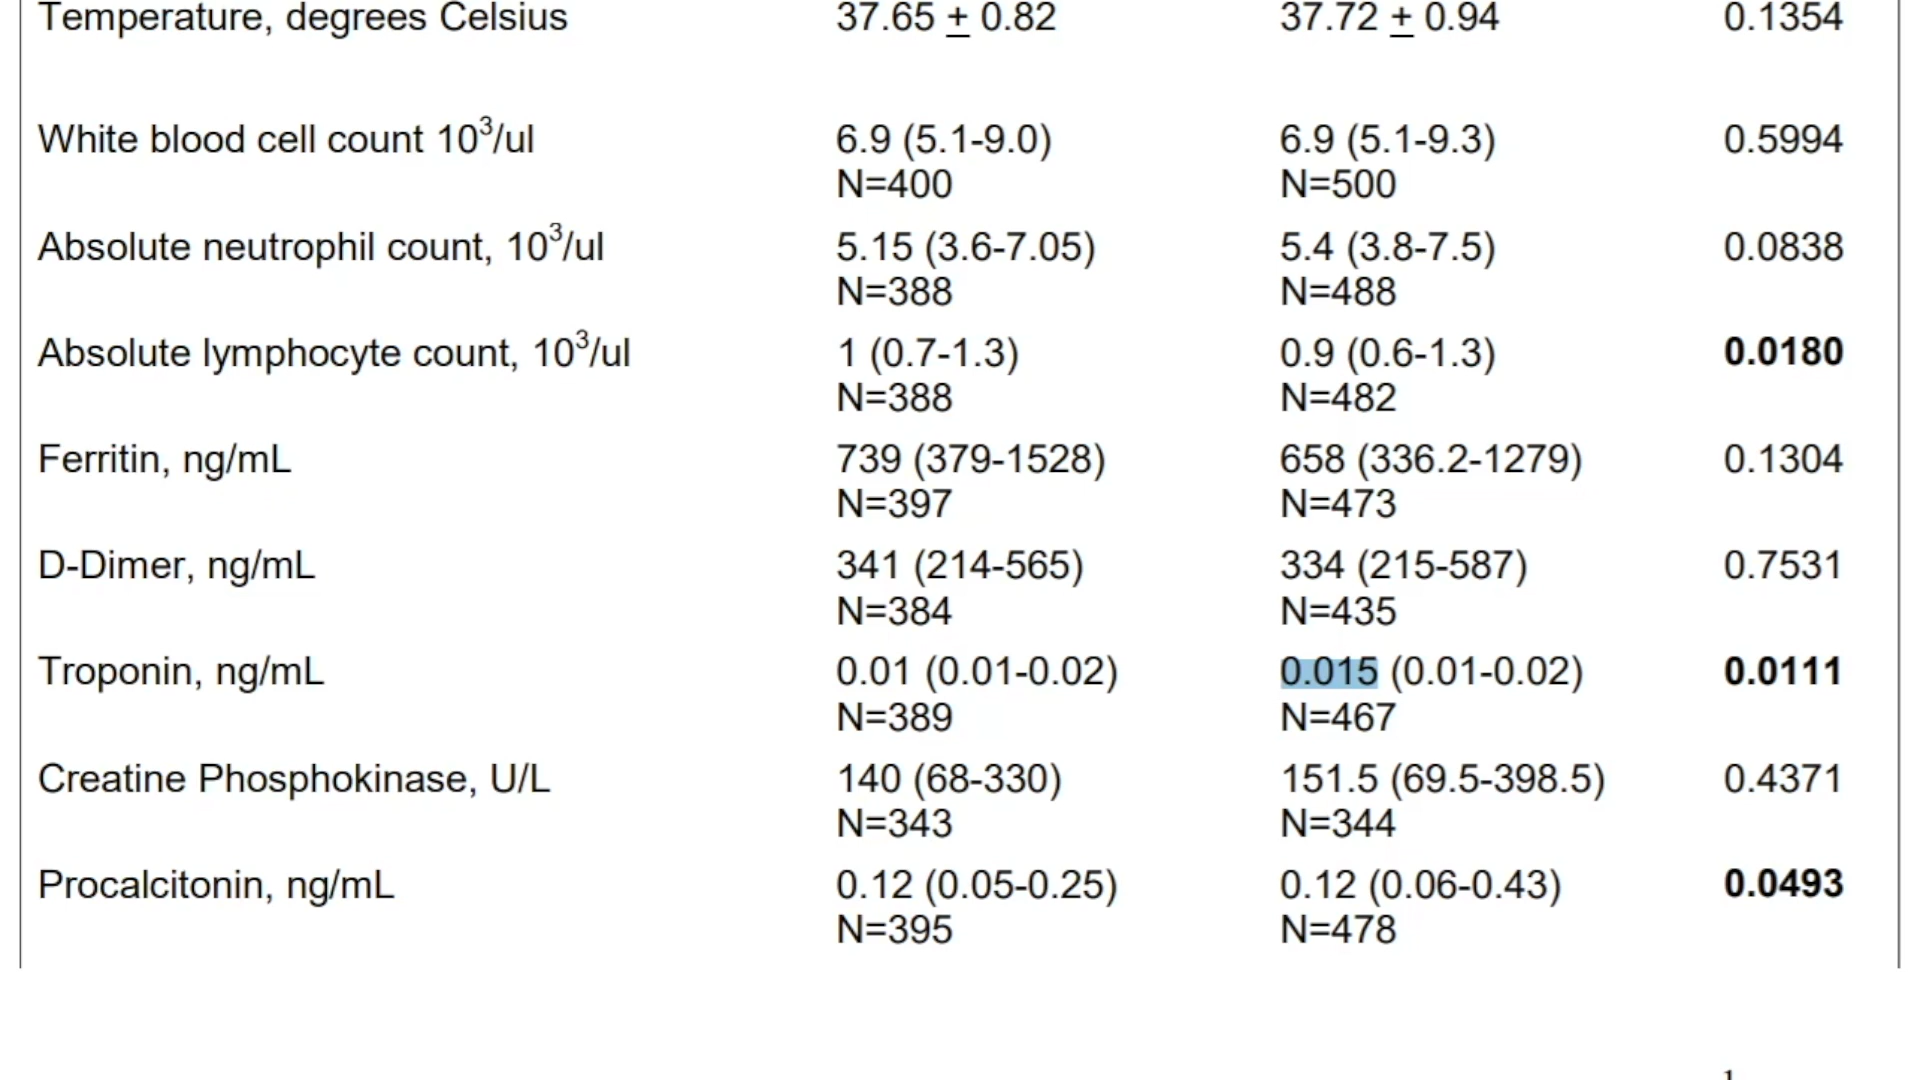 Temperature, degrees Celsius 37.65 ± 0.82 37.72 ± 0.94 0.1354
White blood cell count 10³/ul 6.9 (5.1-9.0) 6.9 (5.1-9.3) 0.5994
N=400 N=500
Absolute neutrophil count, 10³/ul 5.15 (3.6-7.05) 5.4 (3.8-7.5) 0.0838
N=388 N=488
Absolute lymphocyte count, 10³/ul 1 (0.7-1.3) 0.9 (0.6-1.3) 0.0180
N=388 N=482
Ferritin, ng/mL 739 (379-1528) 658 (336.2-1279) 0.1304
N=397 N=473
D-Dimer, ng/mL 341 (214-565) 334 (215-587) 0.7531
N=384 N=435
Troponin, ng/mL 0.01 (0.01-0.02) 0.015 (0.01-0.02) 0.0111
N=389 N=467
Creatine Phosphokinase, U/L 140 (68-330) 151.5 (69.5-398.5) 0.4371
N=343 N=344
Procalcitonin, ng/mL 0.12 (0.05-0.25) 0.12 (0.06-0.43) 0.0493
N=395 N=478